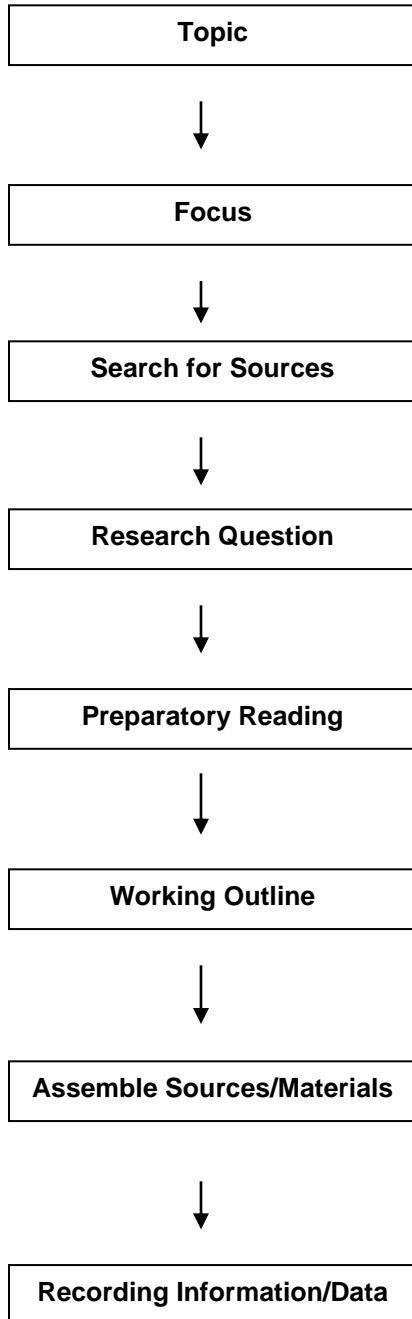 Topic
Focus
Search for Sources
Research Question
Preparatory Reading
Working Outline
Assemble Sources/Materials
Recording Information/Data